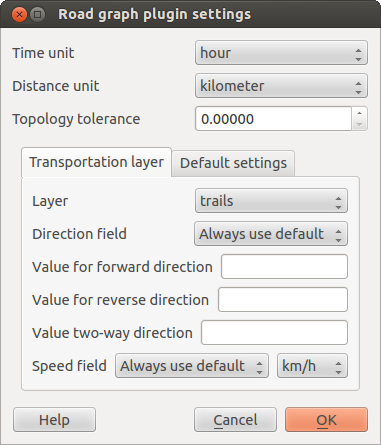 Road graph plugin settings
Time unit hour
Distance unit kilometer
Topology tolerance 0.00000
Transportation layer Default settings
Layer trails
Direction field Always use default
Value for forward direction
Value for reverse direction
Value two-way direction
Speed field Always use default km/h
Help Cancel OK